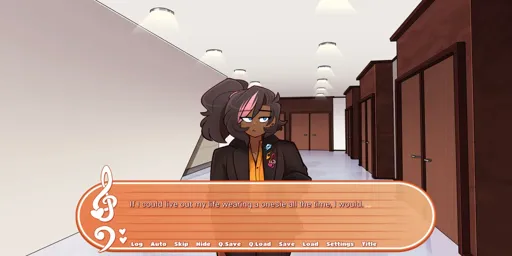 If I could live out my life wearing a onesie all the time, I would.
Log Auto Skip Hide Q.Save Q.Load Save Load Settings Title